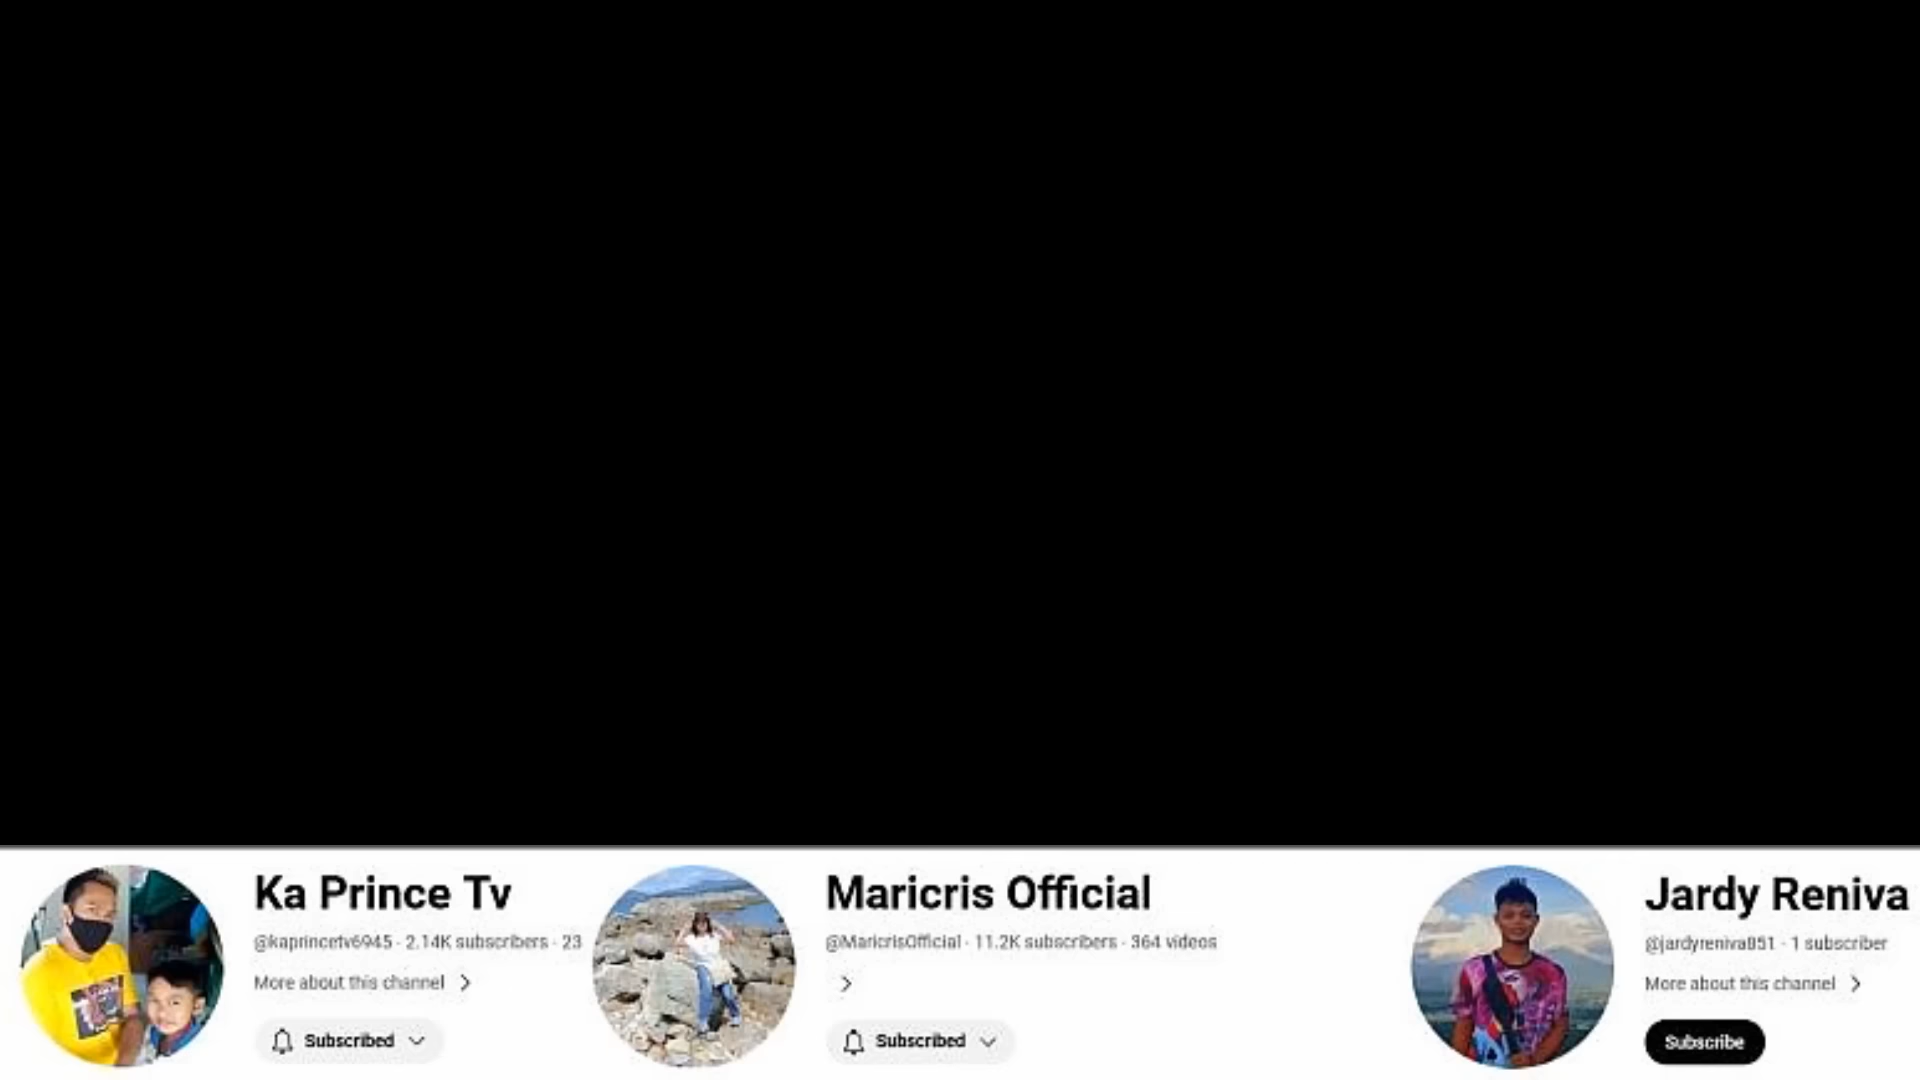 Ka Prince Tv
@kaprincetv6945 · 2.14K subscribers · 23
More about this channel
Subscribed
Maricris Official
@MaricrisOfficial · 11.2K subscribers · 364 videos
Subscribed
Jardy Reniva
@jardyreniva851 · 1 subscriber
More about this channel
Subscribe